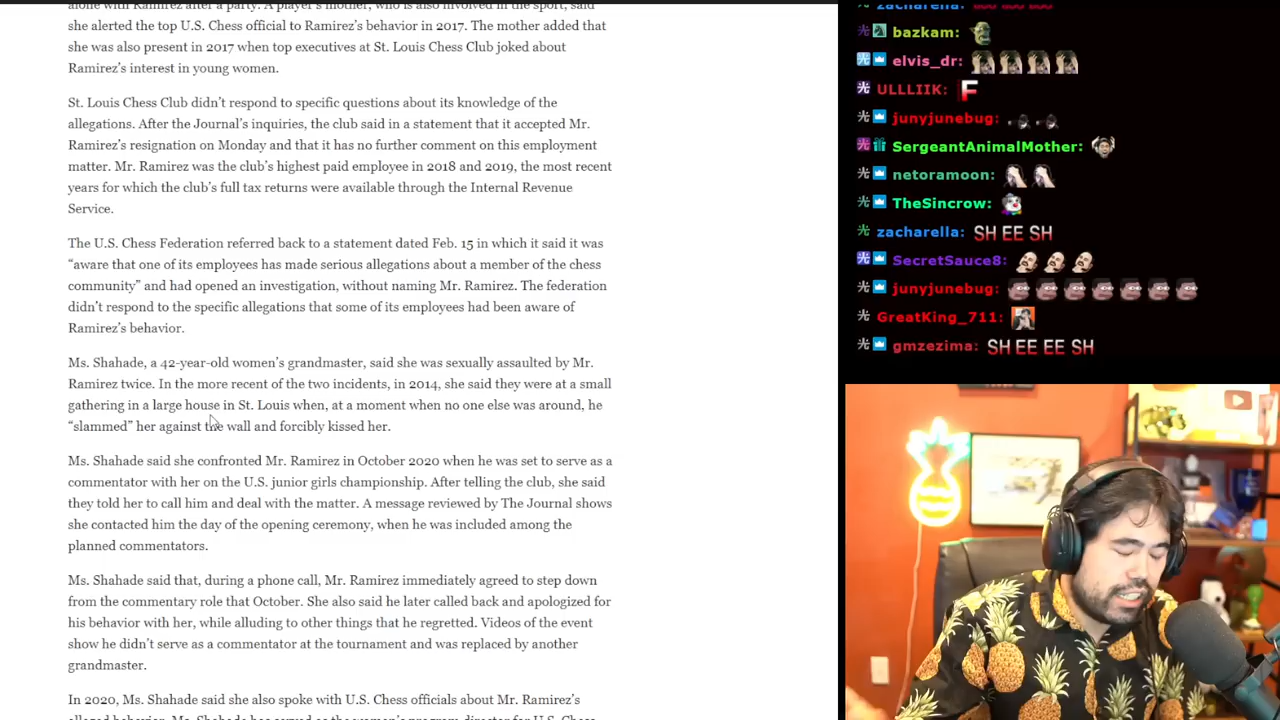 alone with Ramirez after a party. A player's mother, who is also involved in the sport, said
she alerted the top U.S. Chess official to Ramirez's behavior in 2017. The mother added that
she was also present in 2017 when top executives at St. Louis Chess Club joked about
Ramirez's interest in young women.
St. Louis Chess Club didn't respond to specific questions about its knowledge of the
allegations. After the Journal's inquiries, the club said in a statement that it accepted Mr.
Ramirez's resignation on Monday and that it has no further comment on this employment
matter. Mr. Ramirez was the club's highest paid employee in 2018 and 2019, the most recent
years for which the club's full tax returns were available through the Internal Revenue
Service.
The U.S. Chess Federation referred back to a statement dated Feb. 15 in which it said it was
“aware that one of its employees has made serious allegations about a member of the chess
community” and had opened an investigation, without naming Mr. Ramirez. The federation
didn't respond to the specific allegations that some of its employees had been aware of
Ramirez's behavior.
Ms. Shahade, a 42-year-old women's grandmaster, said she was sexually assaulted by Mr.
Ramirez twice. In the more recent of the two incidents, in 2014, she said they were at a small
gathering in a large house in St. Louis when, at a moment when no one else was around, he
“slammed” her against the wall and forcibly kissed her.
Ms. Shahade said she confronted Mr. Ramirez in October 2020 when he was set to serve as a
commentator with her on the U.S. junior girls championship. After telling the club, she said
they told her to call him and deal with the matter. A message reviewed by The Journal shows
she contacted him the day of the opening ceremony, when he was included among the
planned commentators.
Ms. Shahade said that, during a phone call, Mr. Ramirez immediately agreed to step down
from the commentary role that October. She also said he later called back and apologized for
his behavior with her, while alluding to other things that he regretted. Videos of the event
show he didn't serve as a commentator at the tournament and was replaced by another
grandmaster.
In 2020, Ms. Shahade said she also spoke with U.S. Chess officials about Mr. Ramirez's
zacharella:
光 bazkam:
光 elvis_dr:
光 ULLLIIK: F
光 junyjunebug:
光 SergeantAnimalMother:
光 netoramoon:
光 TheSincrow:
光 zacharella: SH EE SH
光 SecretSauce8:
光 junyjunebug:
光 GreatKing_711:
光 gmzezima: SH EE EE SH